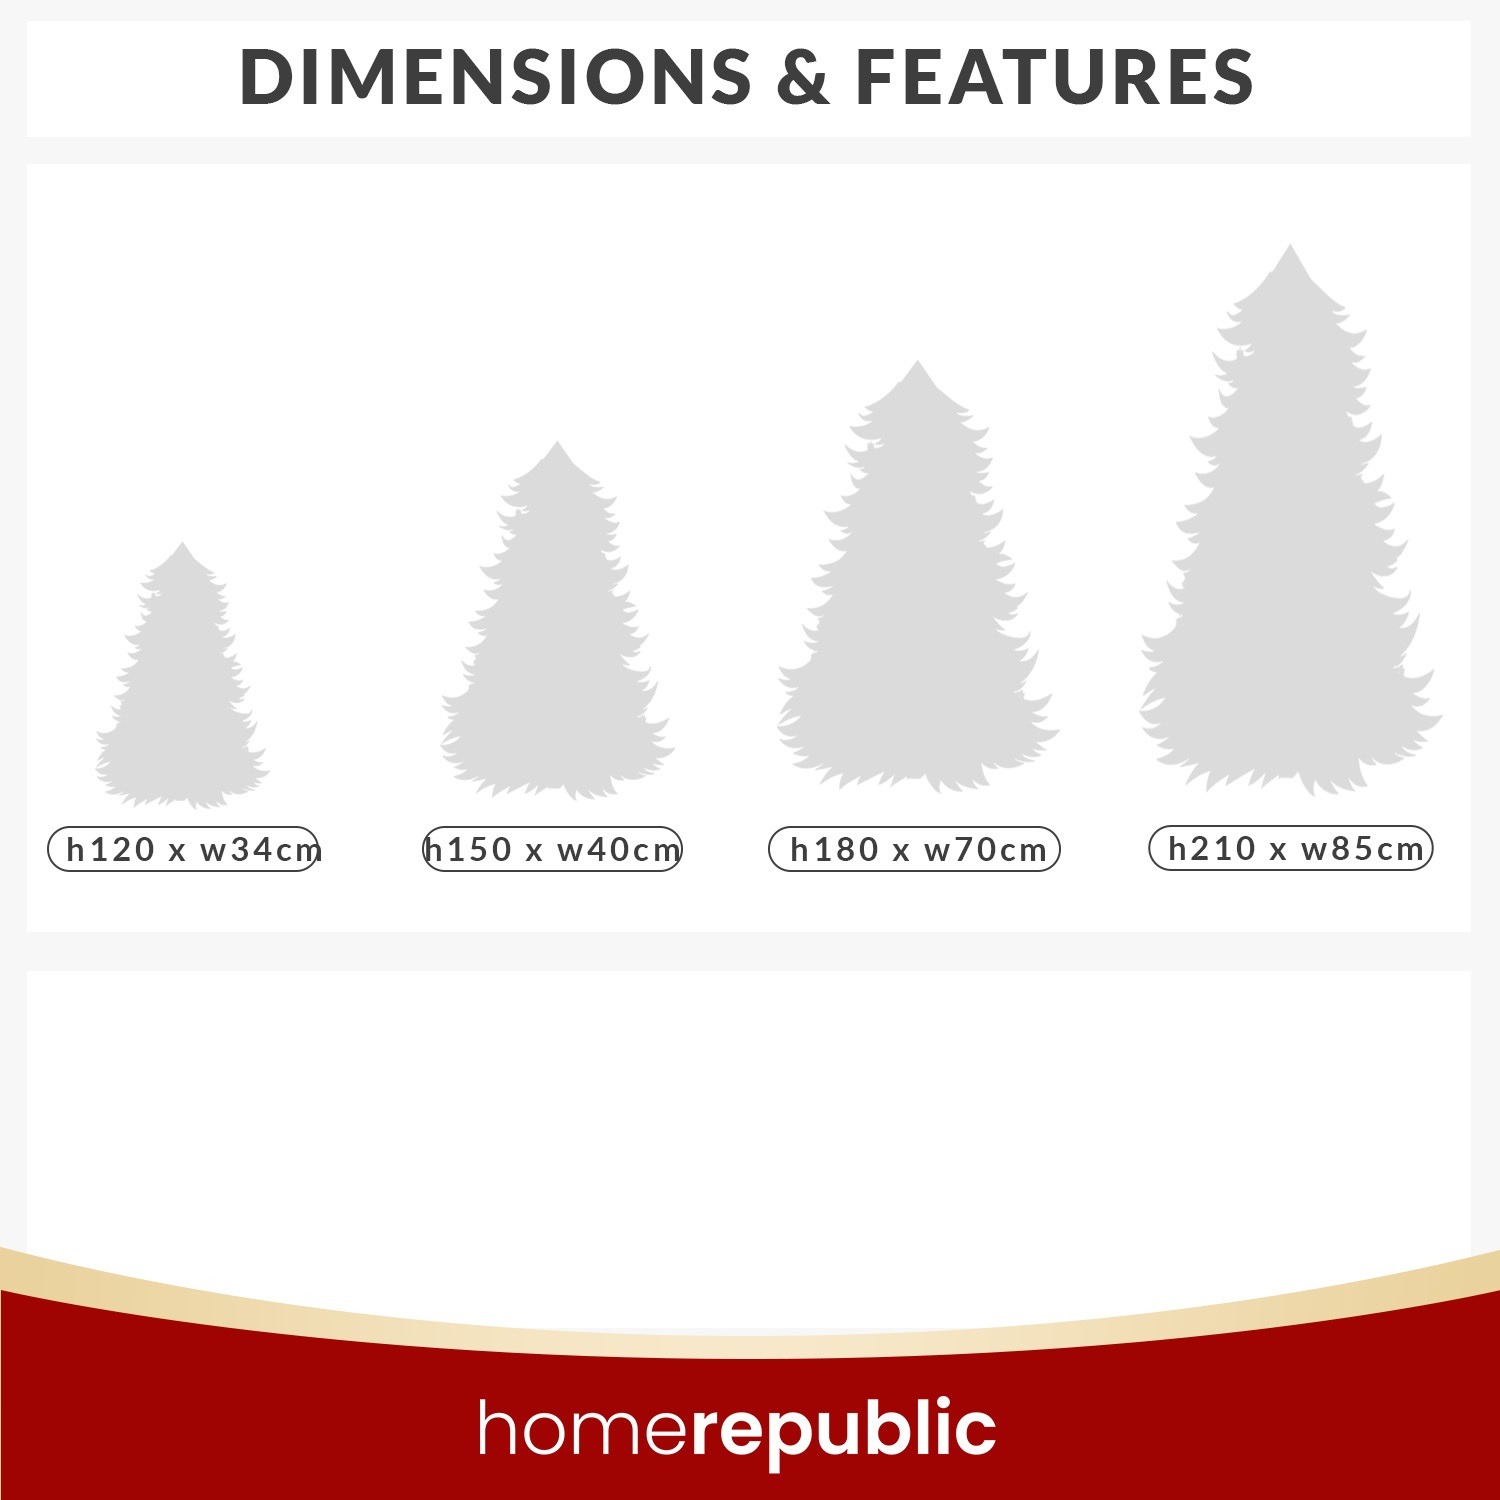 DIMENSIONS & FEATURES
h120 x w34cm
h150 x w40cm
h180 x w70cm
h210 x w85cm
homerepublic